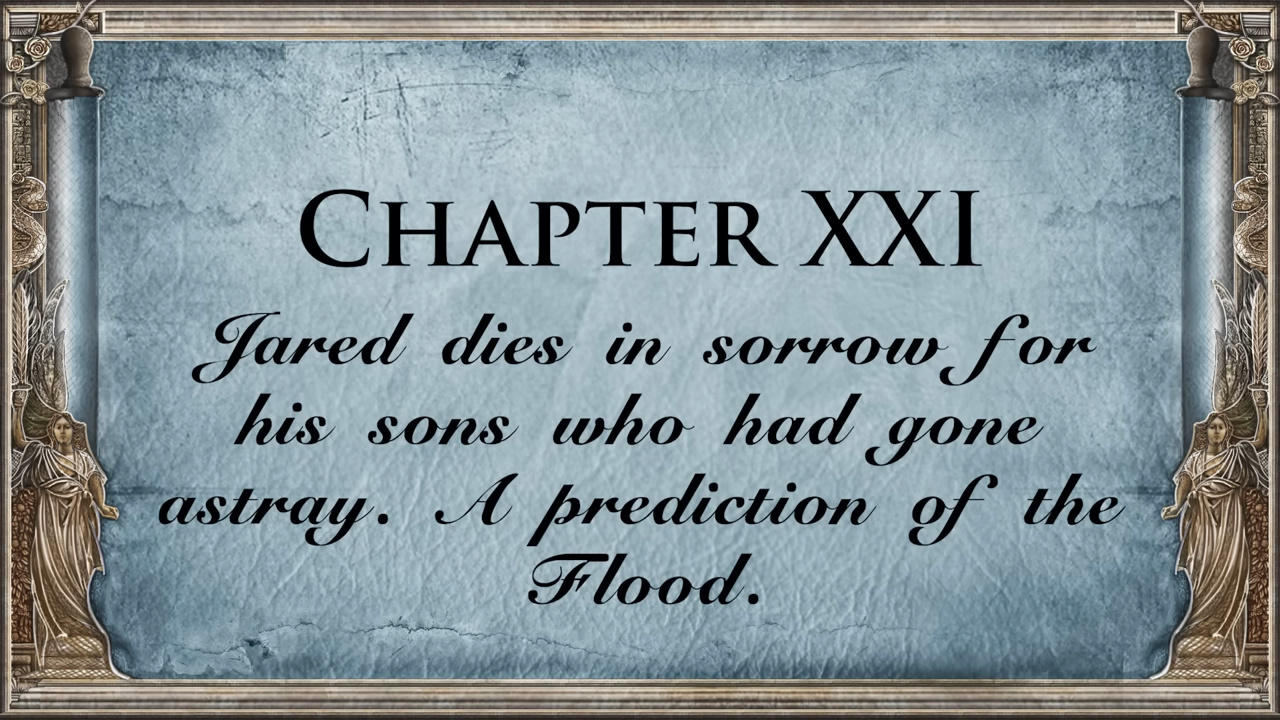 Chapter XXI
Jared dies in sorrow for
his sons who had gone
astray. A prediction of the
Flood.